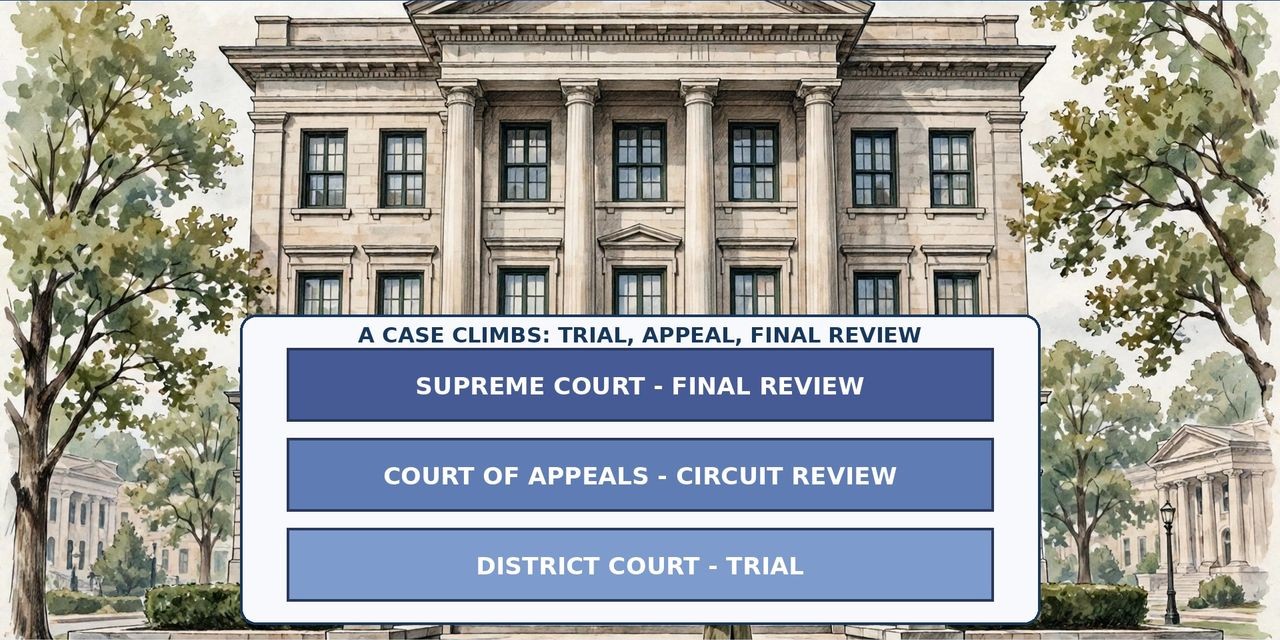 A CASE CLIMBS: TRIAL, APPEAL, FINAL REVIEW
SUPREME COURT - FINAL REVIEW
COURT OF APPEALS - CIRCUIT REVIEW
DISTRICT COURT - TRIAL